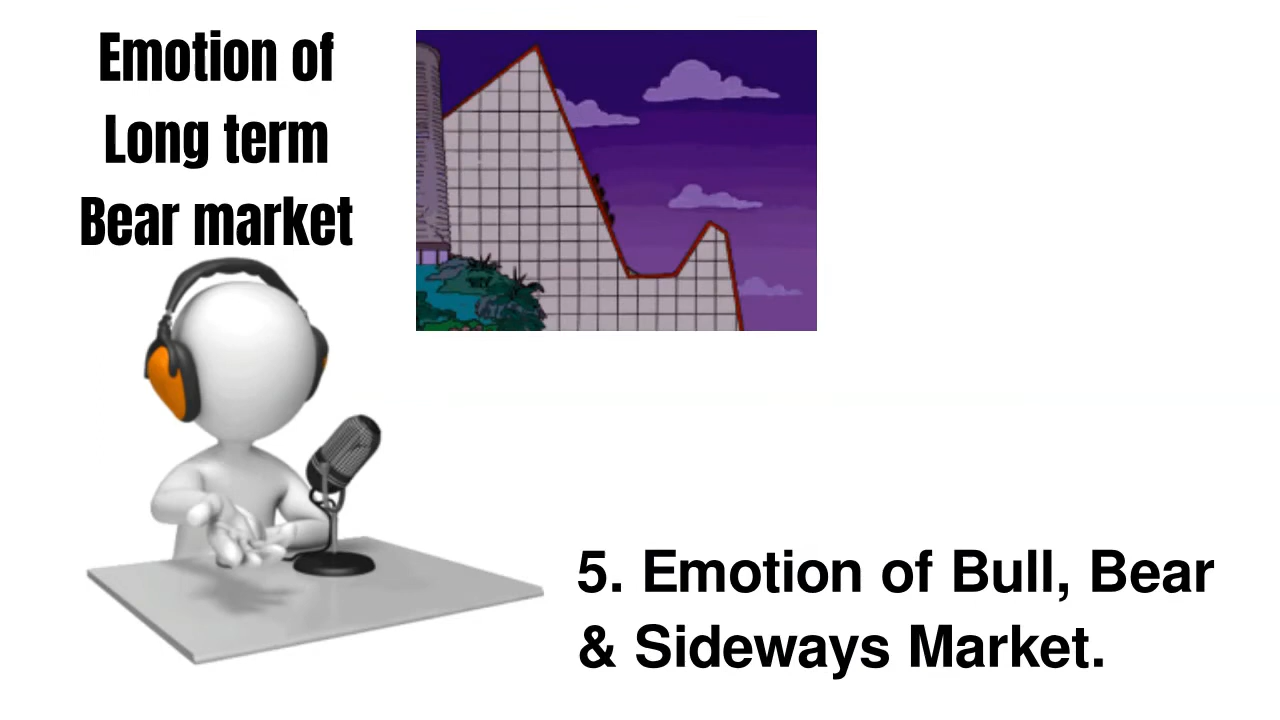 Emotion of
Long term
Bear market
5. Emotion of Bull, Bear
& Sideways Market.